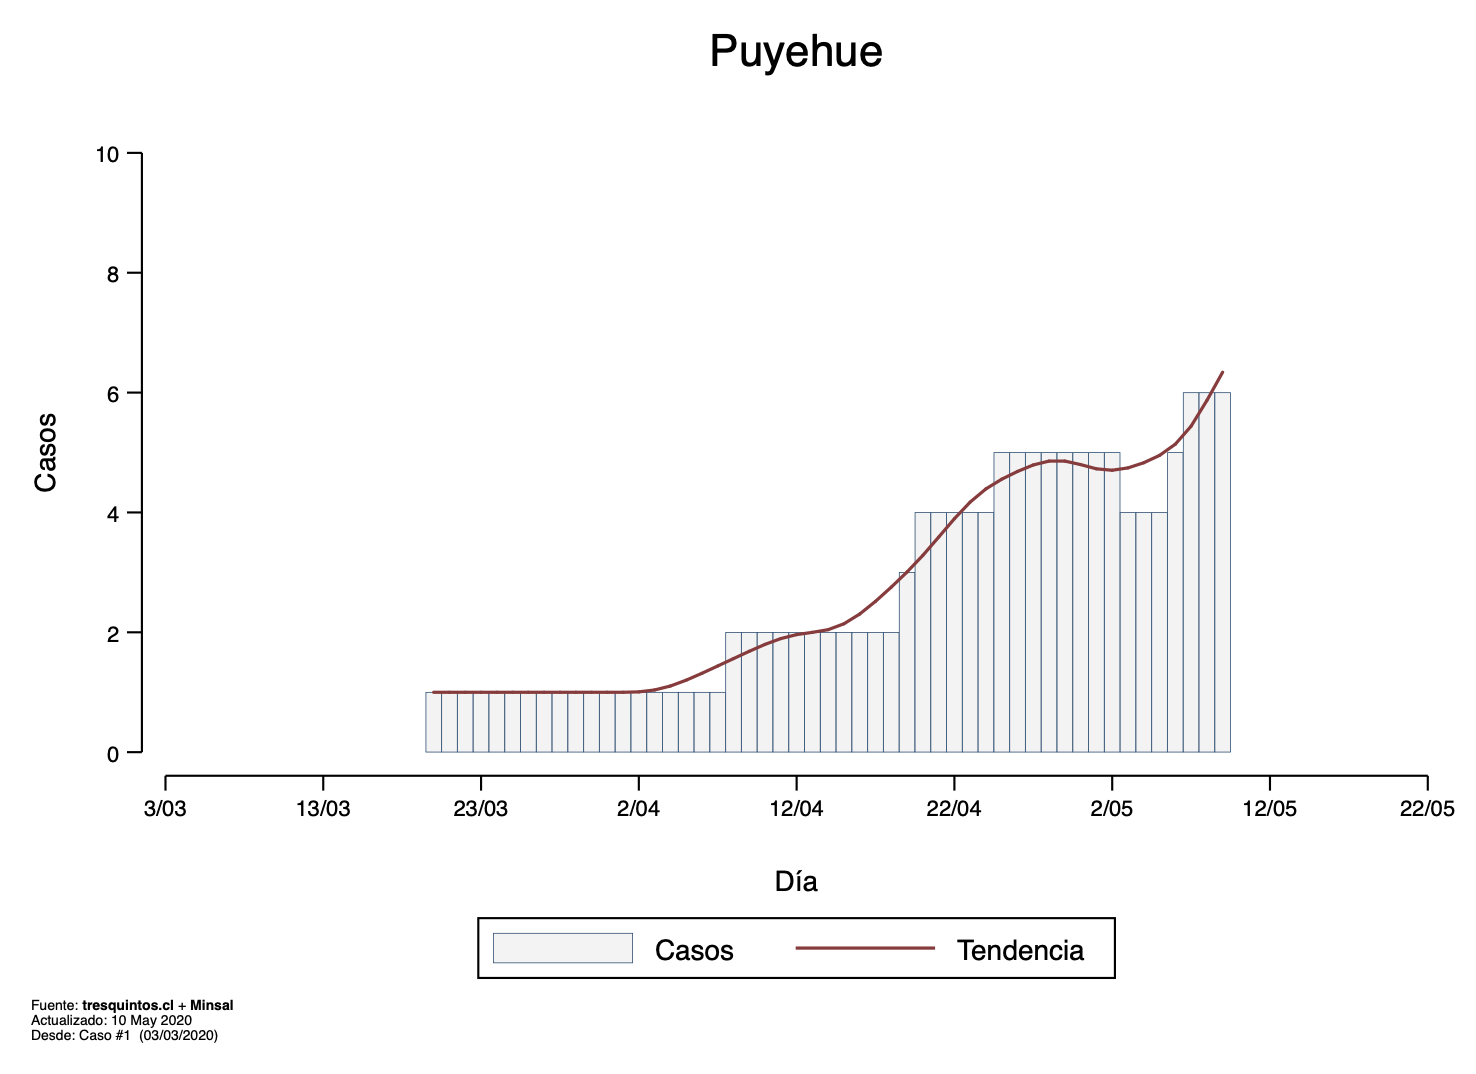 Puyehue
10
8
6
4
2
0
Casos
3/03 13/03 23/03 2/04 12/04 22/04 2/05 12/05 22/05
Día
Casos Tendencia
Fuente: tresquintos.cl + Minsal
Actualizado: 10 May 2020
Desde: Caso #1 (03/03/2020)